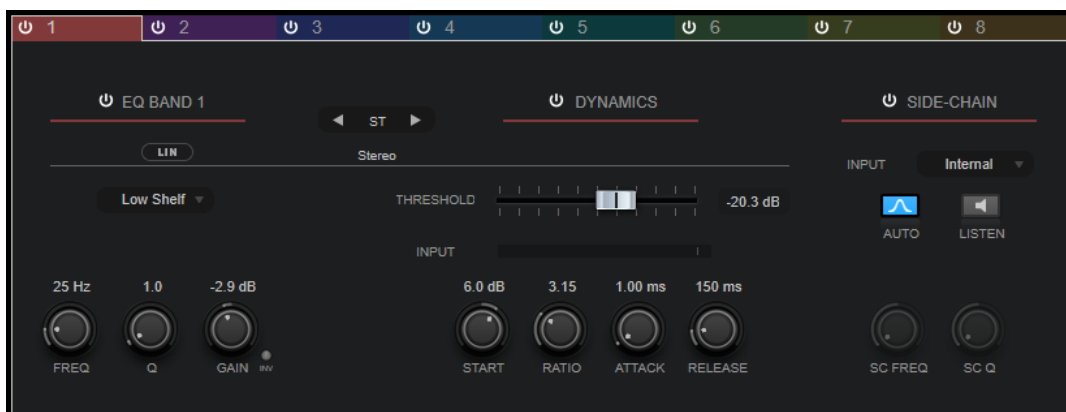 1 2 3 4 5 6 7 8
EQ BAND 1
DYNAMICS
SIDE-CHAIN
ST
LIN
Stereo
INPUT Internal
Low Shelf
THRESHOLD -20.3 dB
AUTO LISTEN
INPUT
25 Hz 1.0 -2.9 dB 6.0 dB 3.15 1.00 ms 150 ms
INV
FREQ Q GAIN START RATIO ATTACK RELEASE SC FREQ SC Q